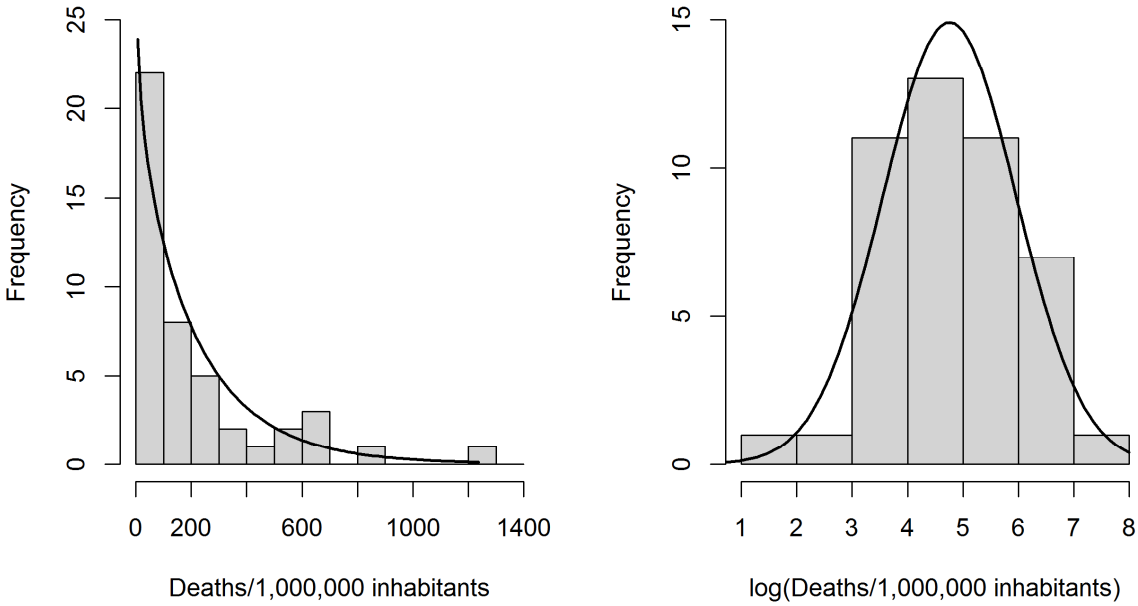 25
20
15
10
5
0
Frequency
0 200 600 1000 1400
Deaths/1,000,000 inhabitants
15
10
5
0
Frequency
1 2 3 4 5 6 7 8
log(Deaths/1,000,000 inhabitants)